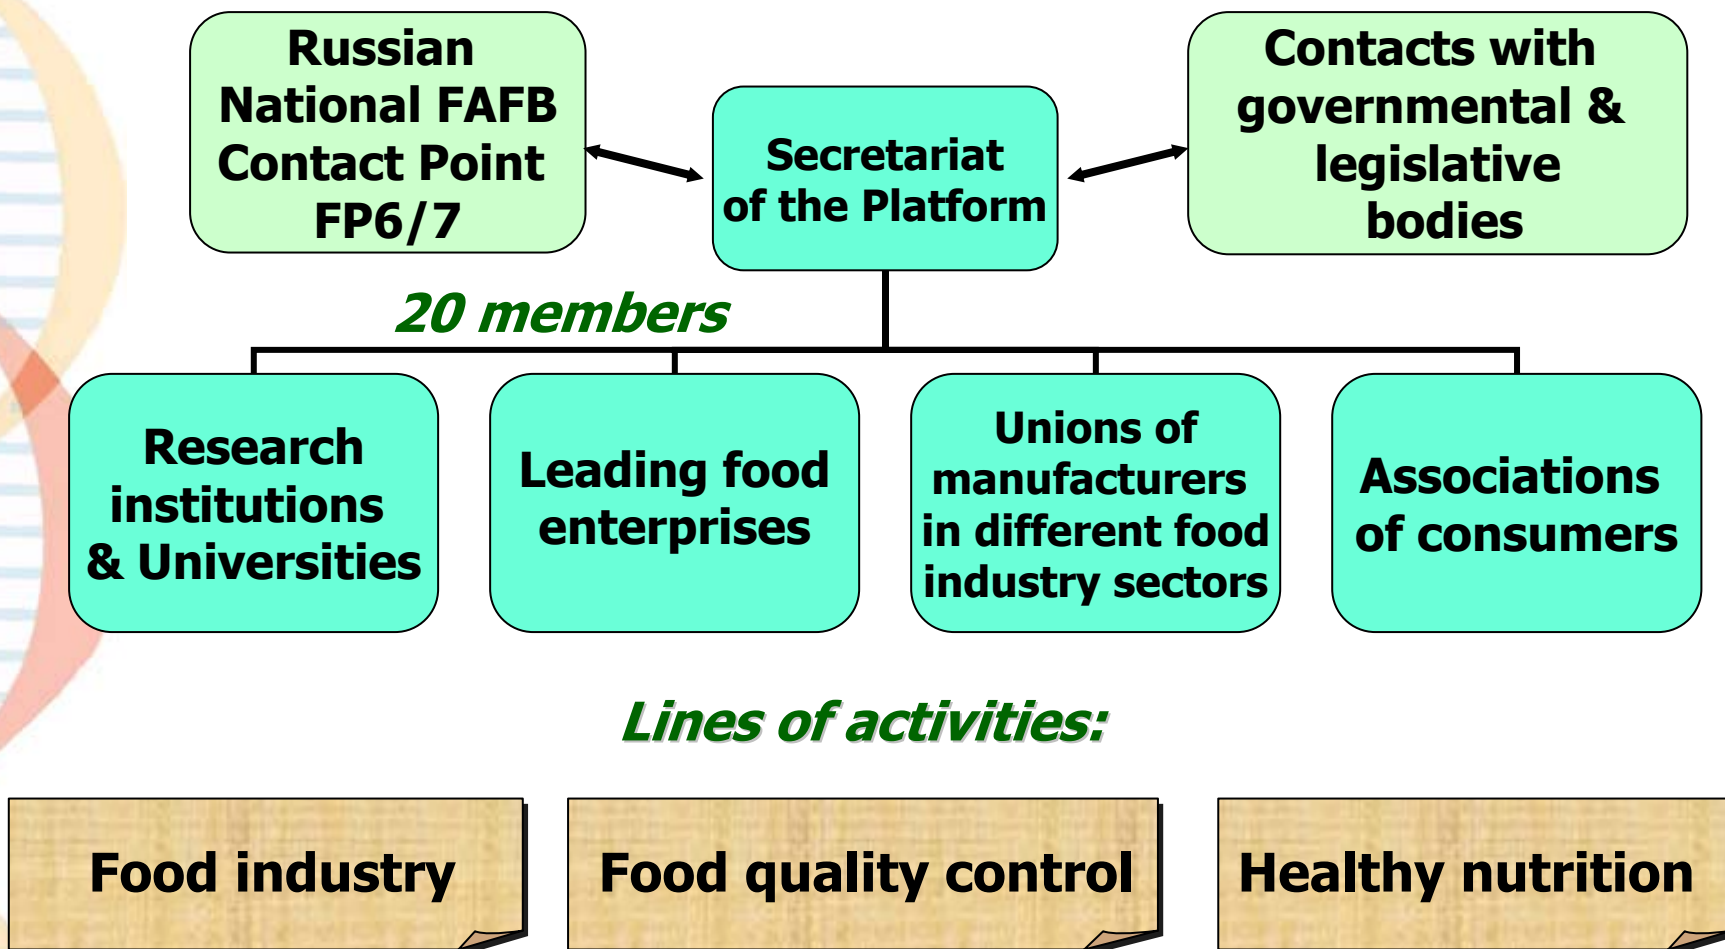 Russian
National FAFB
Contact Point
FP6/7
Secretariat
of the Platform
Contacts with
governmental &
legislative
bodies
20 members
Research
institutions
& Universities
Leading food
enterprises
Unions of
manufacturers
in different food
industry sectors
Associations
of consumers
Lines of activities:
Food industry
Food quality control
Healthy nutrition